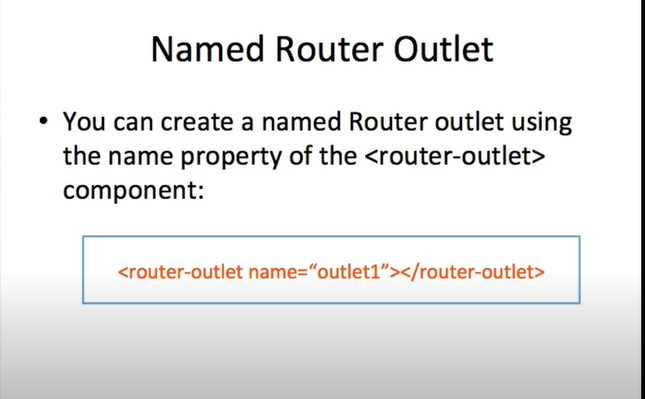 Named Router Outlet
• You can create a named Router outlet using
the name property of the <router-outlet>
component:
<router-outlet name=“outlet1”></router-outlet>